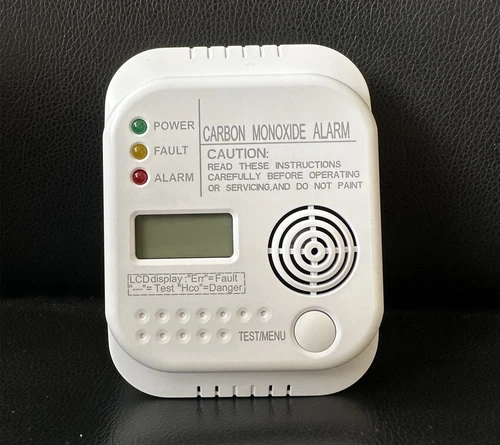 POWER
FAULT
ALARM
CARBON MONOXIDE ALARM
CAUTION:
READ THESE INSTRUCTIONS
CAREFULLY BEFORE OPERATING
OR SERVICING,AND DO NOT PAINT
LCD display :"Err"=Fault
"---"= Test "Hco"=Danger
TEST/MENU